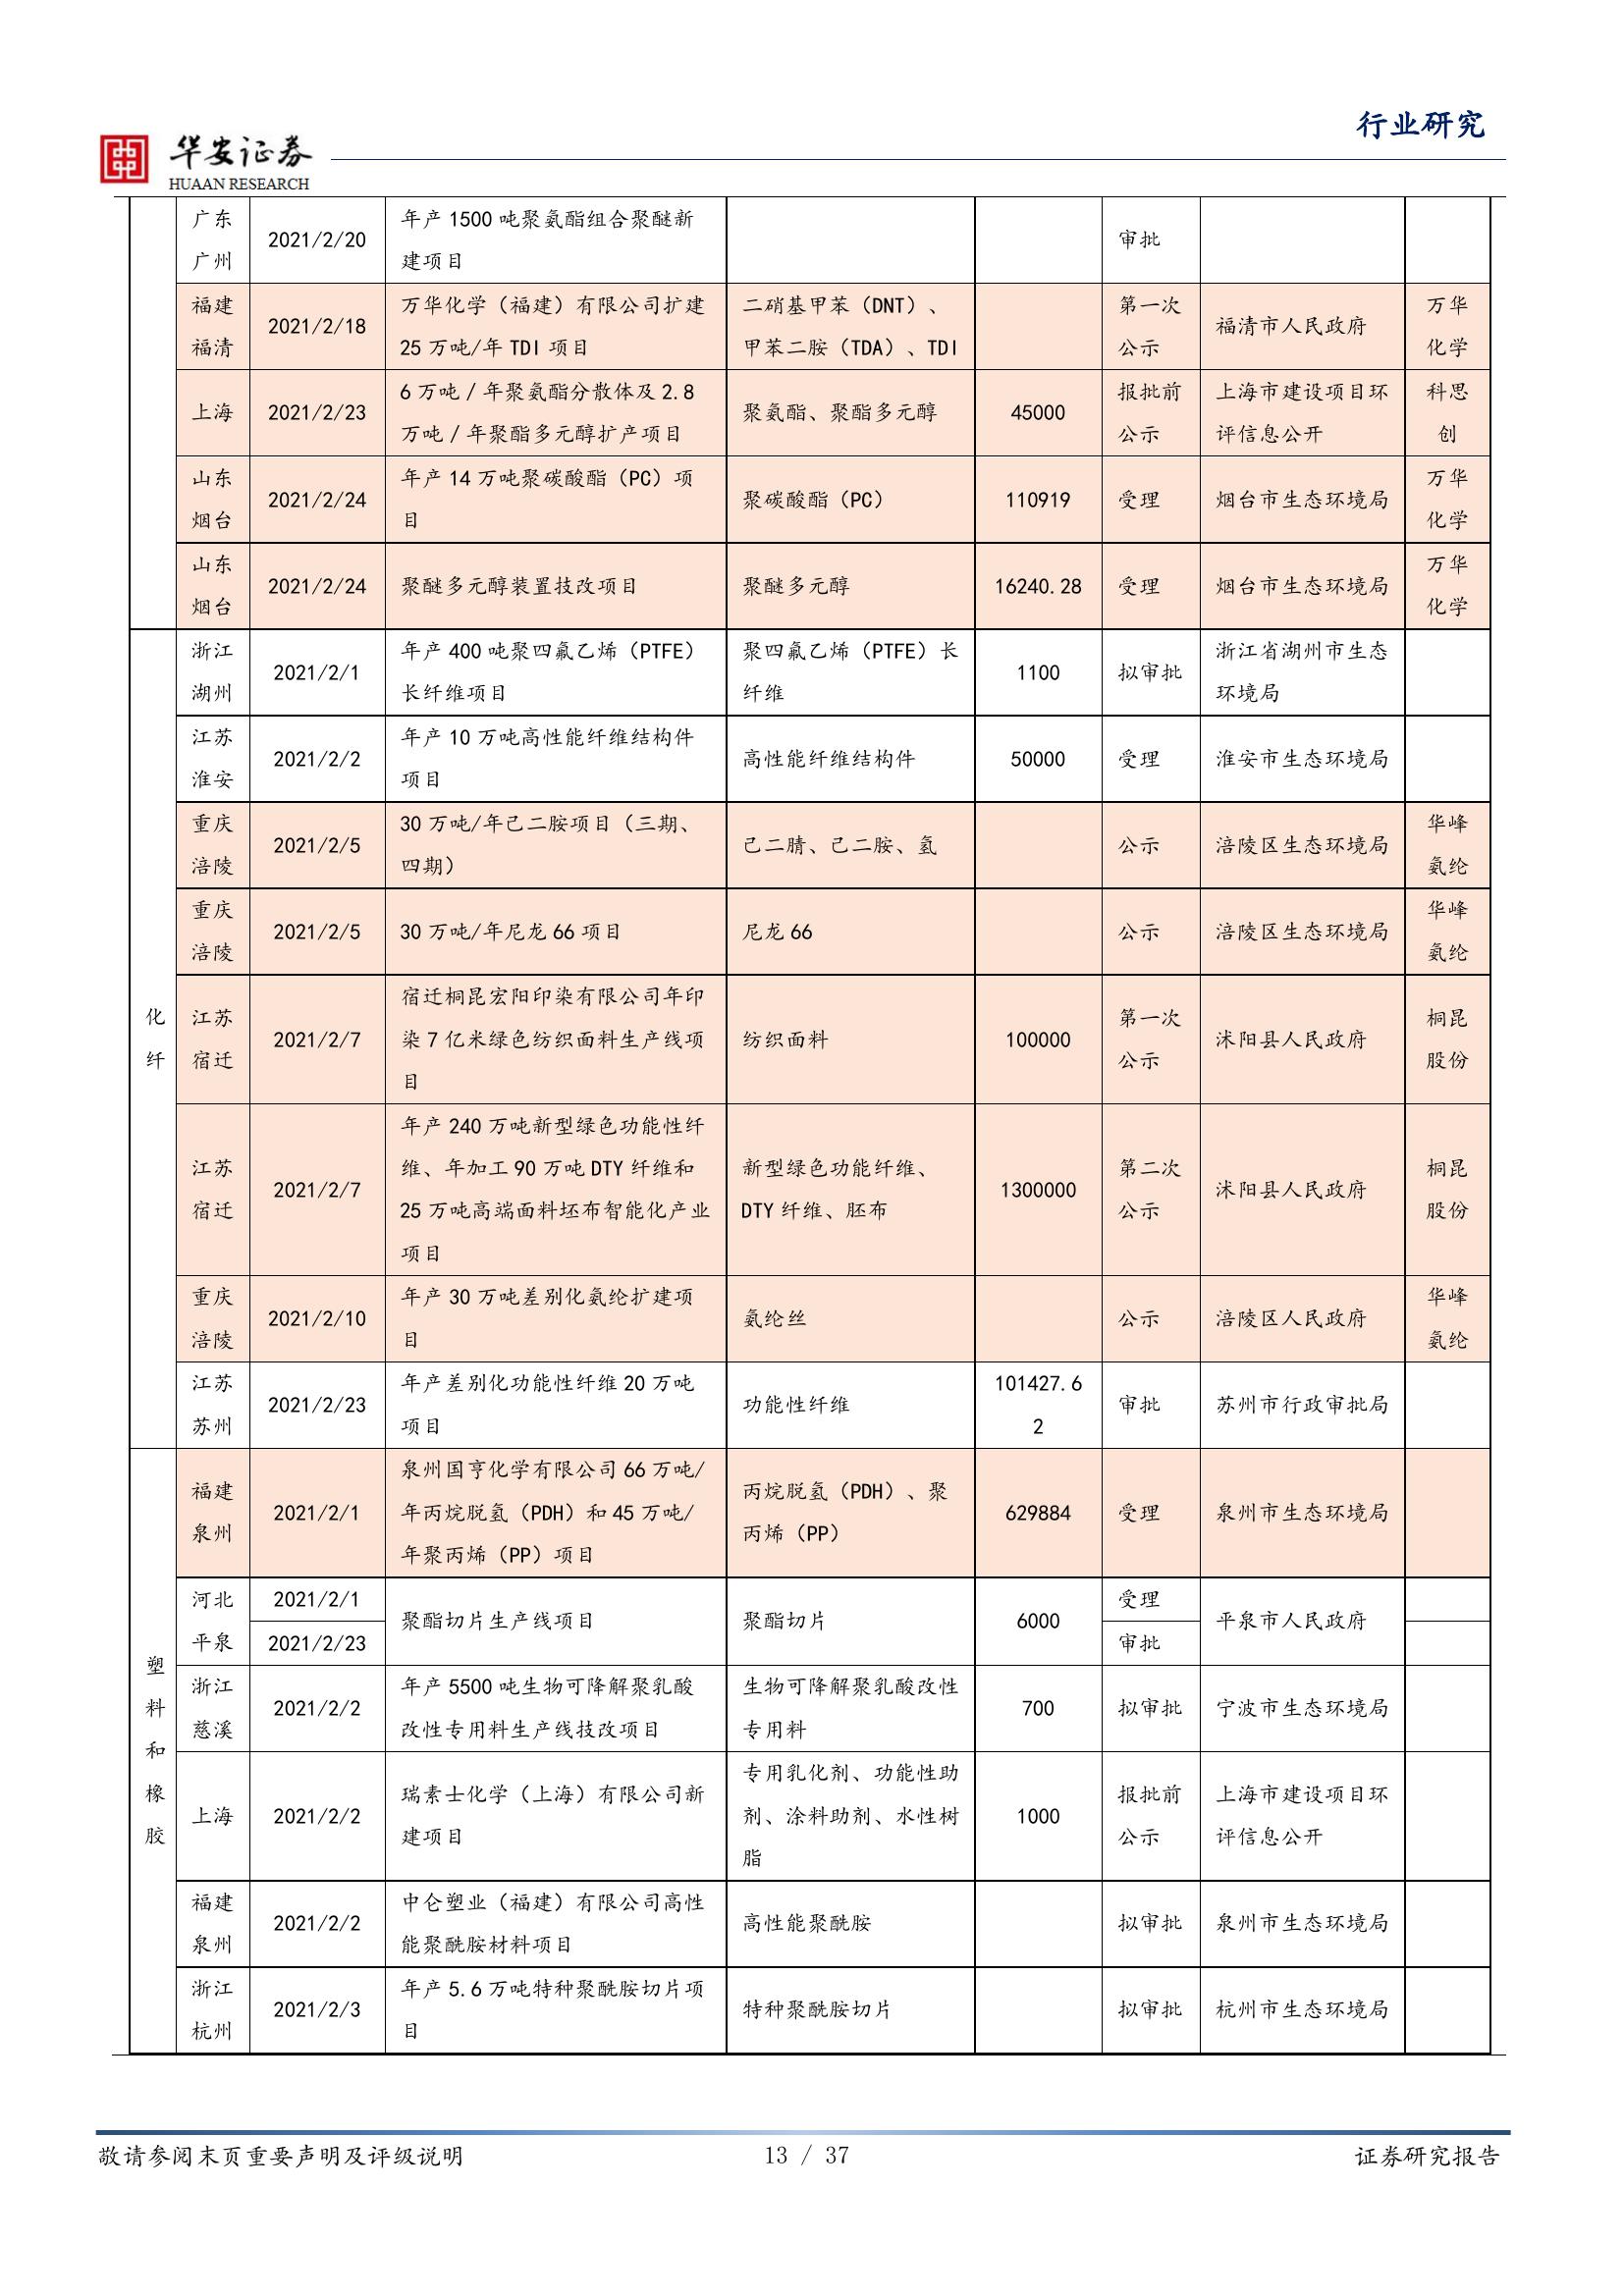 行业研究
华安证券
HUAAN RESEARCH
广东
广州
2021/2/20
年产 1500 吨聚氨酯组合聚醚新
建项目
审批
福建
福清
2021/2/18
万华化学（福建）有限公司扩建
25 万吨/年 TDI 项目
二硝基甲苯（DNT）、
甲苯二胺（TDA）、TDI
第一次
公示
福清市人民政府
万华
化学
上海
2021/2/23
6 万吨／年聚氨酯分散体及 2.8
万吨／年聚酯多元醇扩产项目
聚氨酯、聚酯多元醇
45000
报批前
公示
上海市建设项目环
评信息公开
科思
创
山东
烟台
2021/2/24
年产 14 万吨聚碳酸酯（PC）项
目
聚碳酸酯（PC）
110919
受理
烟台市生态环境局
万华
化学
山东
烟台
2021/2/24
聚醚多元醇装置技改项目
聚醚多元醇
16240.28
受理
烟台市生态环境局
万华
化学
化
纤
浙江
湖州
2021/2/1
年产 400 吨聚四氟乙烯（PTFE）
长纤维项目
聚四氟乙烯（PTFE）长
纤维
1100
拟审批
浙江省湖州市生态
环境局
江苏
淮安
2021/2/2
年产 10 万吨高性能纤维结构件
项目
高性能纤维结构件
50000
受理
淮安市生态环境局
重庆
涪陵
2021/2/5
30 万吨/年己二胺项目（三期、
四期）
己二腈、己二胺、氢
公示
涪陵区生态环境局
华峰
氨纶
重庆
涪陵
2021/2/5
30 万吨/年尼龙 66 项目
尼龙 66
公示
涪陵区生态环境局
华峰
氨纶
江苏
宿迁
2021/2/7
宿迁桐昆宏阳印染有限公司年印
染 7 亿米绿色纺织面料生产线项
目
纺织面料
100000
第一次
公示
沭阳县人民政府
桐昆
股份
江苏
宿迁
2021/2/7
年产 240 万吨新型绿色功能性纤
维、年加工 90 万吨 DTY 纤维和
25 万吨高端面料坯布智能化产业
项目
新型绿色功能纤维、
DTY 纤维、胚布
1300000
第二次
公示
沭阳县人民政府
桐昆
股份
重庆
涪陵
2021/2/10
年产 30 万吨差别化氨纶扩建项
目
氨纶丝
公示
涪陵区人民政府
华峰
氨纶
江苏
苏州
2021/2/23
年产差别化功能性纤维 20 万吨
项目
功能性纤维
101427.6
2
审批
苏州市行政审批局
塑
料
和
橡
胶
福建
泉州
2021/2/1
泉州国亨化学有限公司 66 万吨/
年丙烷脱氢（PDH）和 45 万吨/
年聚丙烯（PP）项目
丙烷脱氢（PDH）、聚
丙烯（PP）
629884
受理
泉州市生态环境局
河北
平泉
2021/2/1
2021/2/23
聚酯切片生产线项目
聚酯切片
6000
受理
审批
平泉市人民政府
浙江
慈溪
2021/2/2
年产 5500 吨生物可降解聚乳酸
改性专用料生产线技改项目
生物可降解聚乳酸改性
专用料
700
拟审批
宁波市生态环境局
上海
2021/2/2
瑞素士化学（上海）有限公司新
建项目
专用乳化剂、功能性助
剂、涂料助剂、水性树
脂
1000
报批前
公示
上海市建设项目环
评信息公开
福建
泉州
2021/2/2
中仑塑业（福建）有限公司高性
能聚酰胺材料项目
高性能聚酰胺
拟审批
泉州市生态环境局
浙江
杭州
2021/2/3
年产 5.6 万吨特种聚酰胺切片项
目
特种聚酰胺切片
拟审批
杭州市生态环境局
敬请参阅末页重要声明及评级说明
13 / 37
证券研究报告